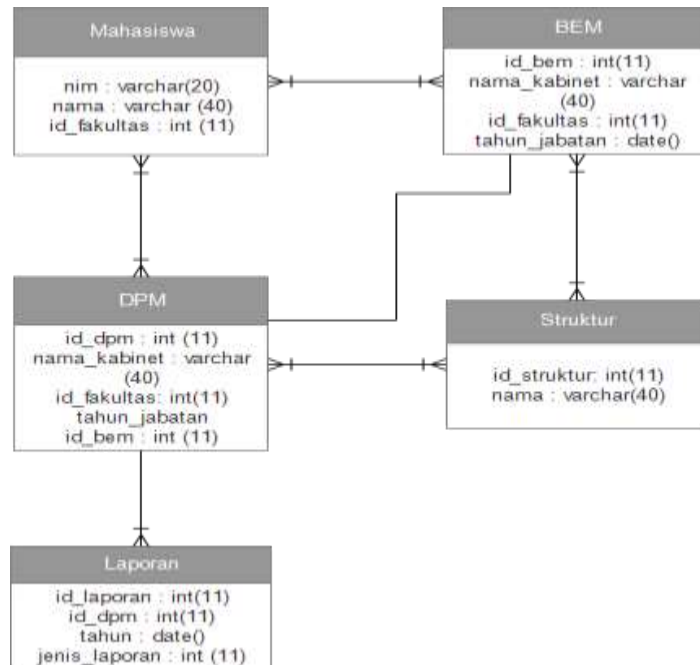 Mahasiswa
nim : varchar(20)
nama : varchar (40)
id_fakultas : int (11)
BEM
id_bem : int(11)
nama_kabinet : varchar
(40)
id_fakultas : int(11)
tahun_jabatan : date()
DPM
id_dpm : int (11)
nama_kabinet : varchar
(40)
id_fakultas: int(11)
tahun_jabatan
id_bem : int (11)
Struktur
id_struktur: int(11)
nama : varchar(40)
Laporan
id_laporan : int(11)
id_dpm : int(11)
tahun : date()
jenis_laporan : int (11)